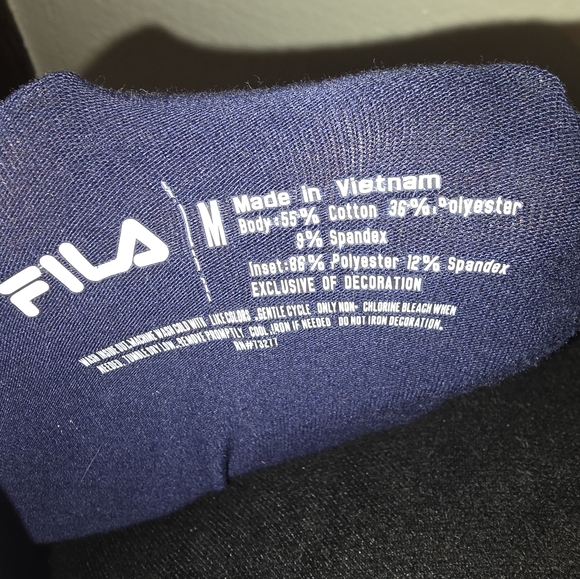 FILA
M
Made in Vietnam
Body:55% Cotton 36%.Polyester
9% Spandex
Inset:88% Polyester 12% Spandex
EXCLUSIVE OF DECORATION
WASH INSIDE OUT.MACHINE WASH COLD WITH LIKE COLORS .GENTLE CYCLE ONLY NON- CHLORINE BLEACH WHEN
NEEDED. TUMBLE DRY LOW. REMOVE PROMPTLY. COOL IRON IF NEEDED DO NOT IRON DECORATION.
RN#73277